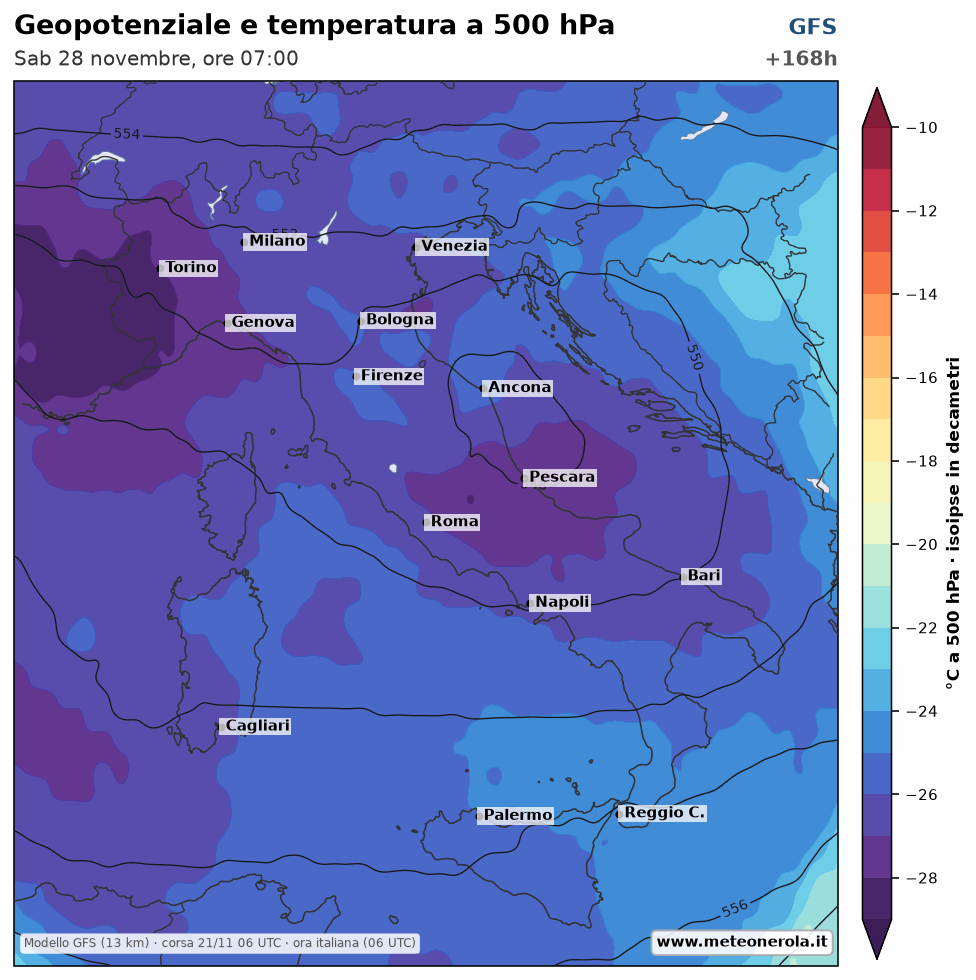 Geopotenziale e temperatura a 500 hPa
GFS
Sab 28 novembre, ore 07:00
+168h
554
552
Milano
Venezia
Torino
Genova
Bologna
550
Firenze
Ancona
Pescara
Roma
Bari
Napoli
Cagliari
Palermo
Reggio C.
556
Modello GFS (13 km) · corsa 21/11 06 UTC · ora italiana (06 UTC)
www.meteonerola.it
−10
−12
−14
−16
−18
−20
−22
−24
−26
−28
°C a 500 hPa · isoipse in decametri